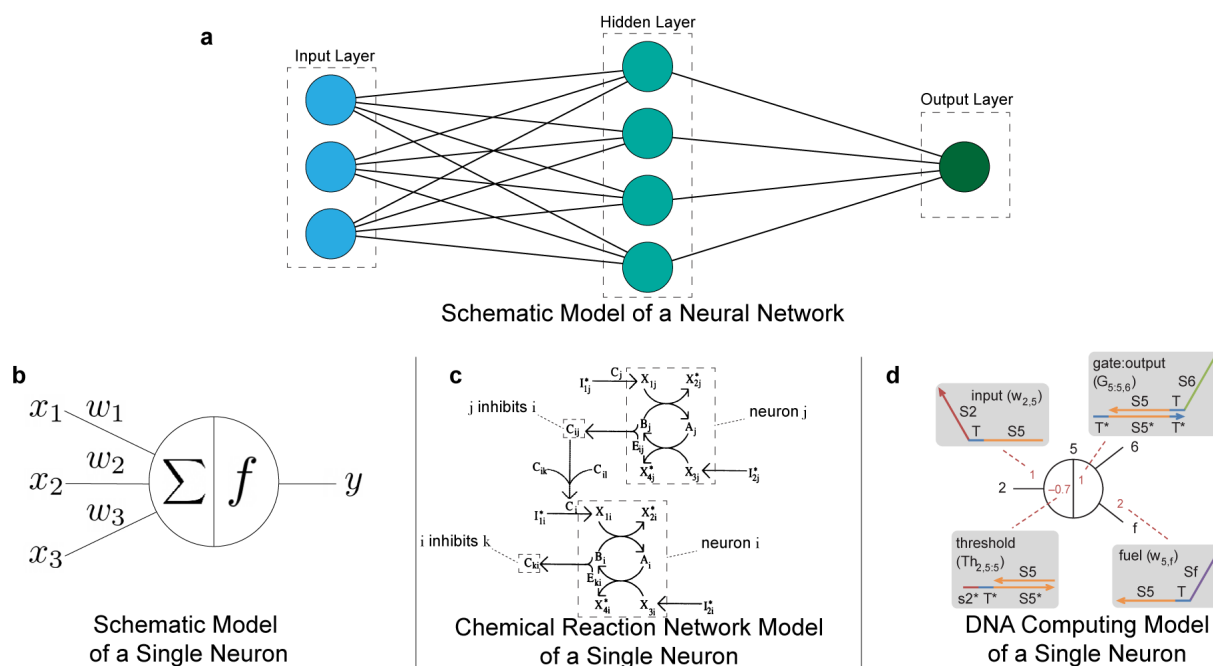 a
Input Layer
Hidden Layer
Output Layer
Schematic Model of a Neural Network
b
x1 w1
x2 w2
x3 w3
Σ f
y
Schematic Model
of a Single Neuron
c
I*1j Cj X1j X*2j
j inhibits i
neuron j
Cij Bj Aj
Eij
X*4j X3j I*2j
Cik Cil
Ci
I*1i X1i X*2i
i inhibits k
neuron i
Cki Bi Ai
Eki
X*4i X3i I*2i
Chemical Reaction Network Model
of a Single Neuron
d
input (w2,5)
S2
T S5
gate:output
(G5:5,6)
S6
S5 T
T* S5* T*
5
6
1
2
-0.7
1
2
f
threshold
(Th2,5:5)
S5
s2* T* S5*
fuel (w5,f)
Sf
S5 T
DNA Computing Model
of a Single Neuron